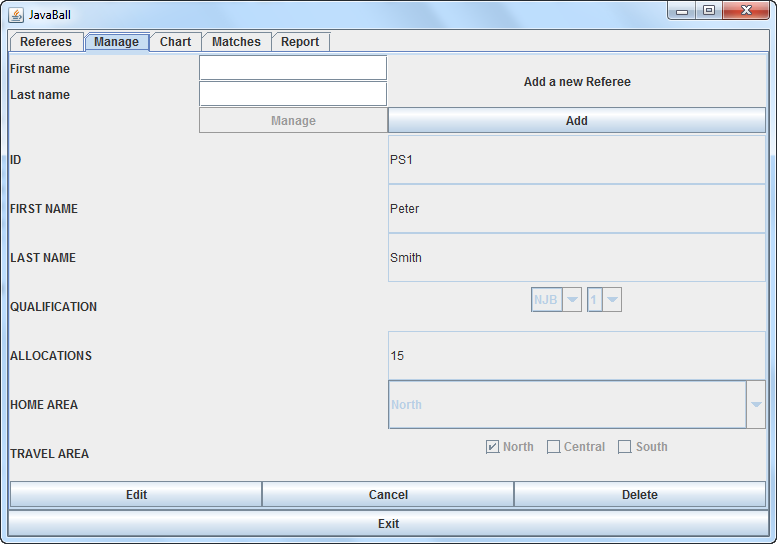 JavaBall
Referees Manage Chart Matches Report
First name
Add a new Referee
Last name
Manage Add
ID PS1
FIRST NAME Peter
LAST NAME Smith
QUALIFICATION NJB 1
ALLOCATIONS 15
HOME AREA North
TRAVEL AREA North Central South
Edit Cancel Delete
Exit